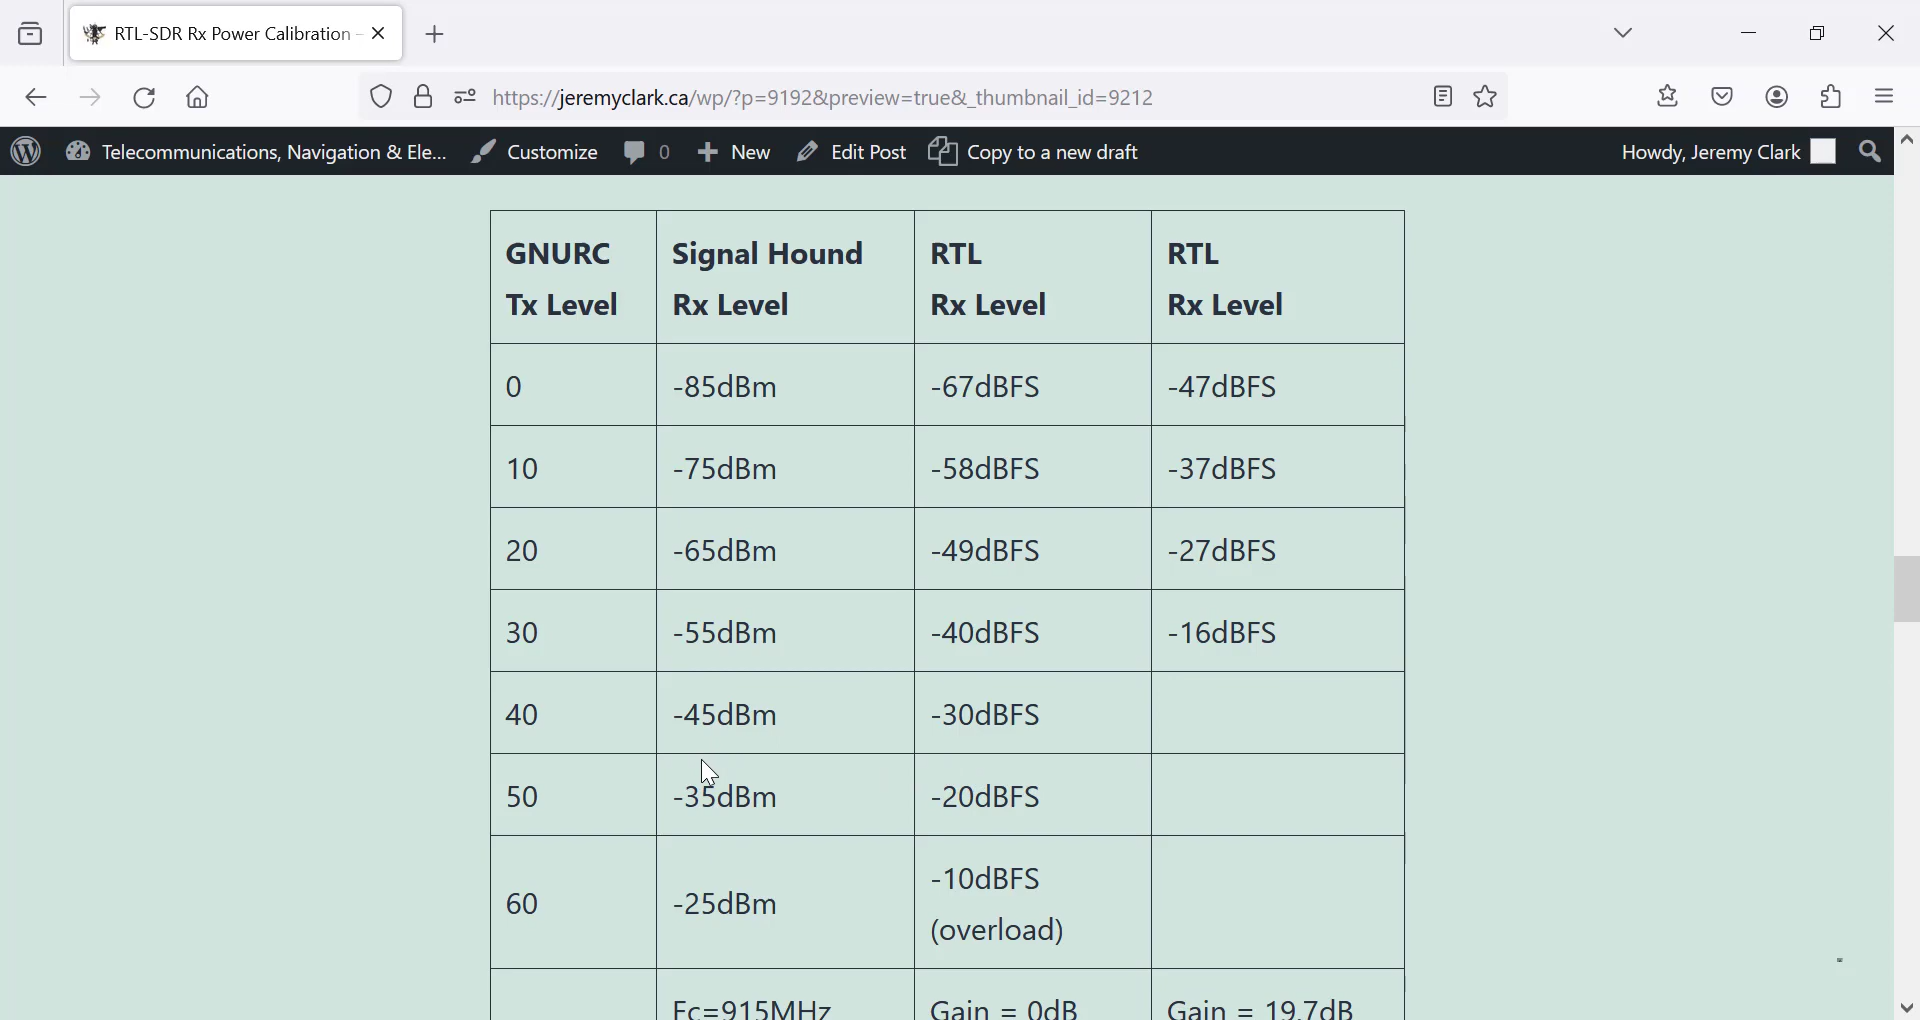 RTL-SDR Rx Power Calibration –
https://jeremyclark.ca/wp/?p=9192&preview=true&_thumbnail_id=9212
Telecommunications, Navigation & Ele... Customize 0 New Edit Post Copy to a new draft Howdy, Jeremy Clark
GNURC Signal Hound RTL RTL
Tx Level Rx Level Rx Level Rx Level
0 -85dBm -67dBFS -47dBFS
10 -75dBm -58dBFS -37dBFS
20 -65dBm -49dBFS -27dBFS
30 -55dBm -40dBFS -16dBFS
40 -45dBm -30dBFS
50 -35dBm -20dBFS
60 -25dBm -10dBFS
(overload)
Fc=915MHz Gain = 0dB Gain = 19.7dB